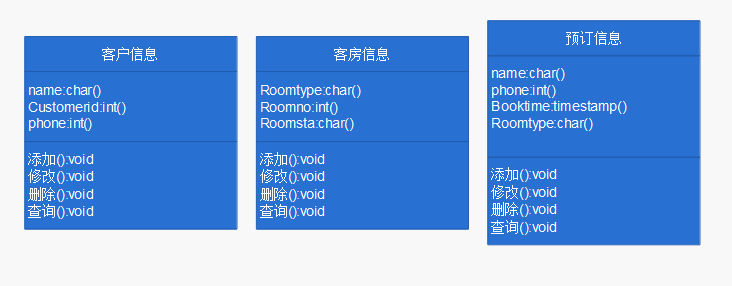 客户信息
name:char()
Customerid:int()
phone:int()
添加():void
修改():void
删除():void
查询():void
客房信息
Roomtype:char()
Roomno:int()
Roomsta:char()
添加():void
修改():void
删除():void
查询():void
预订信息
name:char()
phone:int()
Booktime:timestamp()
Roomtype:char()
添加():void
修改():void
删除():void
查询():void